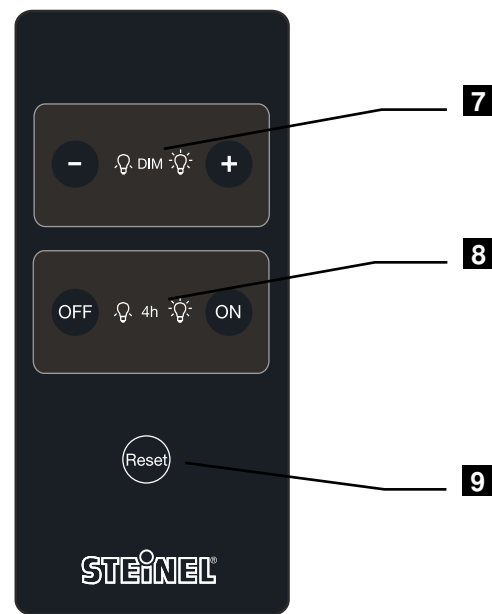 7
- DIM +
8
OFF 4h ON
Reset
9
STEINEL®